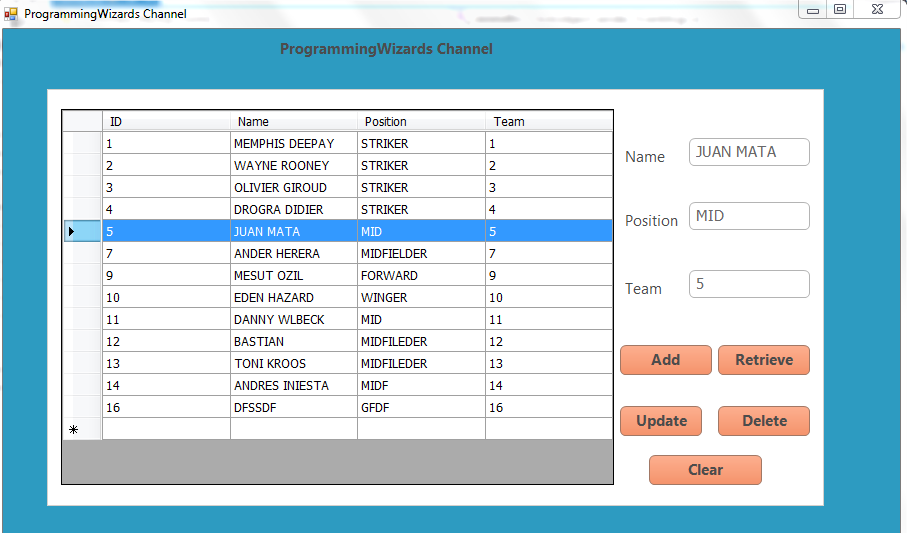 ProgrammingWizards Channel
ProgrammingWizards Channel
ID Name Position Team
1 MEMPHIS DEEPAY STRIKER 1
2 WAYNE ROONEY STRIKER 2
3 OLIVIER GIROUD STRIKER 3
4 DROGRA DIDIER STRIKER 4
5 JUAN MATA MID 5
7 ANDER HERERA MIDFIELDER 7
9 MESUT OZIL FORWARD 9
10 EDEN HAZARD WINGER 10
11 DANNY WLBECK MID 11
12 BASTIAN MIDFILEDER 12
13 TONI KROOS MIDFILEDER 13
14 ANDRES INIESTA MIDF 14
16 DFSSDF GFDF 16
Name JUAN MATA
Position MID
Team 5
Add Retrieve
Update Delete
Clear